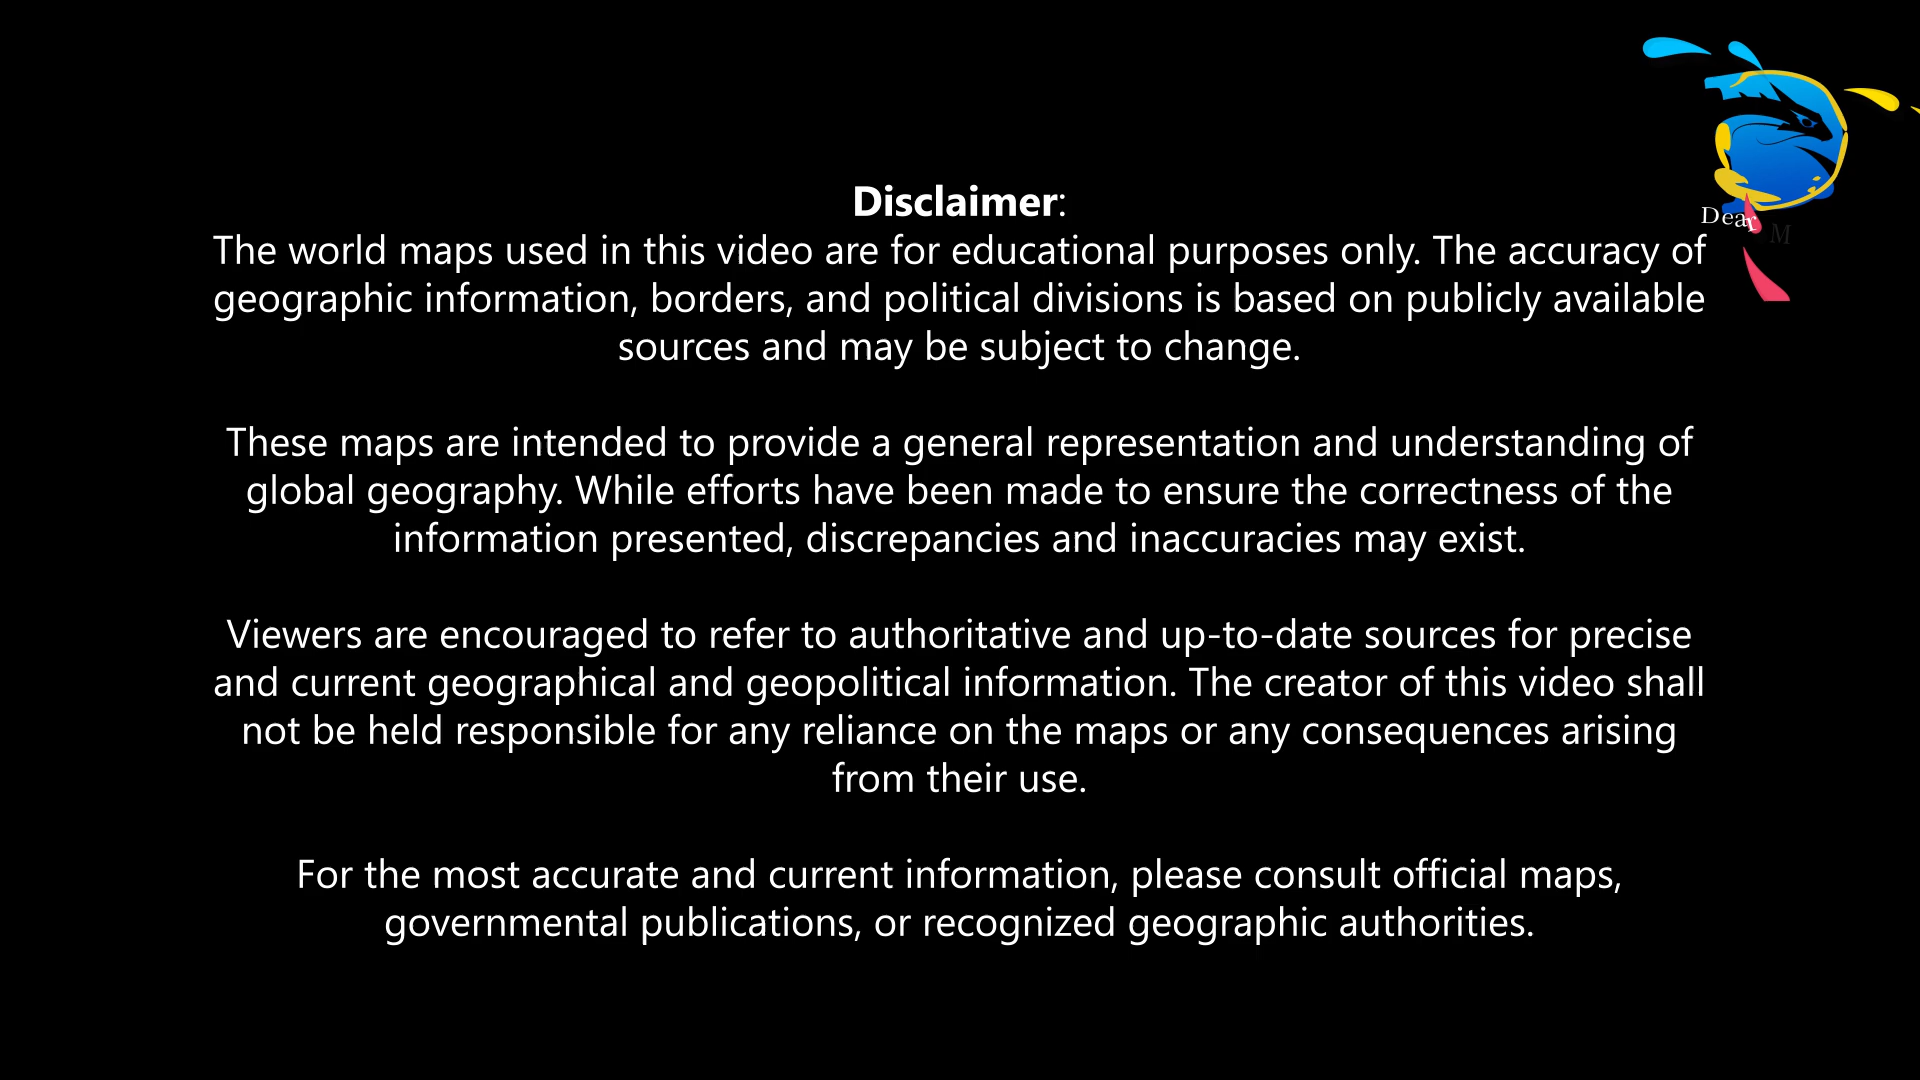 Disclaimer:
The world maps used in this video are for educational purposes only. The accuracy of
geographic information, borders, and political divisions is based on publicly available
sources and may be subject to change.
These maps are intended to provide a general representation and understanding of
global geography. While efforts have been made to ensure the correctness of the
information presented, discrepancies and inaccuracies may exist.
Viewers are encouraged to refer to authoritative and up-to-date sources for precise
and current geographical and geopolitical information. The creator of this video shall
not be held responsible for any reliance on the maps or any consequences arising
from their use.
For the most accurate and current information, please consult official maps,
governmental publications, or recognized geographic authorities.
Dear M